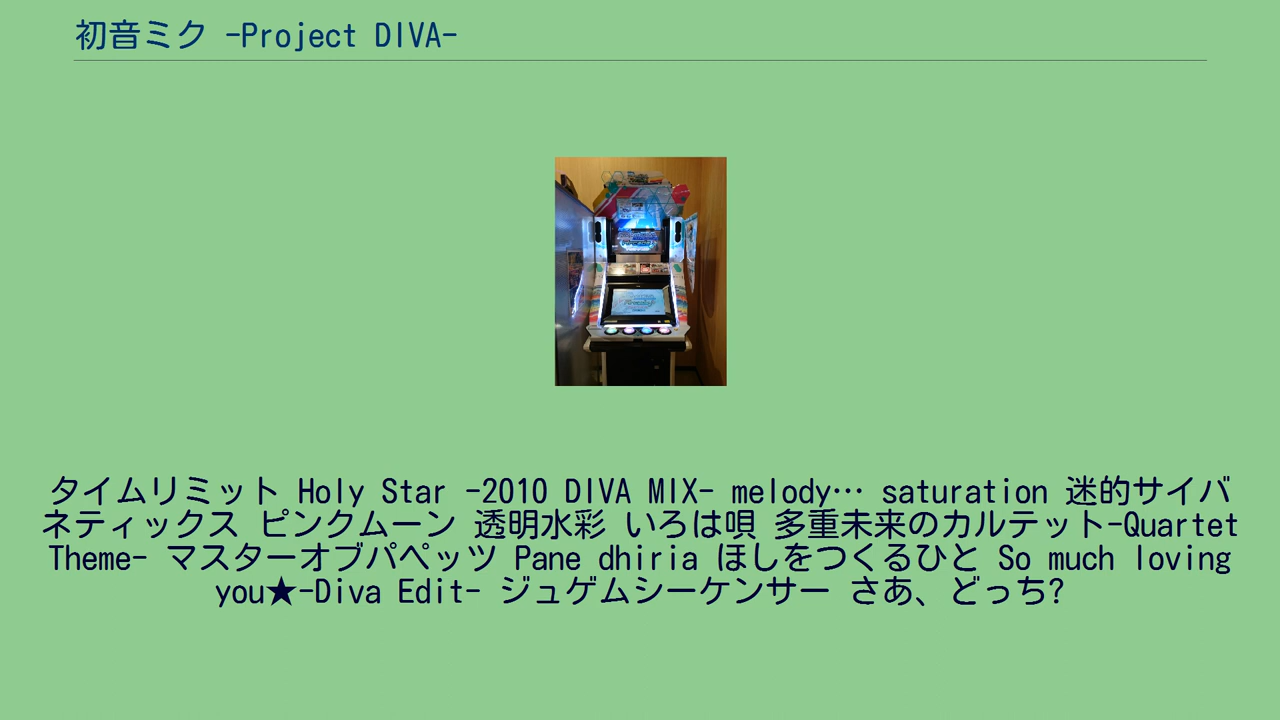 初音ミク -Project DIVA-
タイムリミット Holy Star -2010 DIVA MIX- melody… saturation 迷的サイバ
ネティックス ピンクムーン 透明水彩 いろは唄 多重未来のカルテット-Quartet
Theme- マスターオブパペッツ Pane dhiria ほしをつくるひと So much loving
you★-Diva Edit- ジュゲムシーケンサー さあ、どっち?